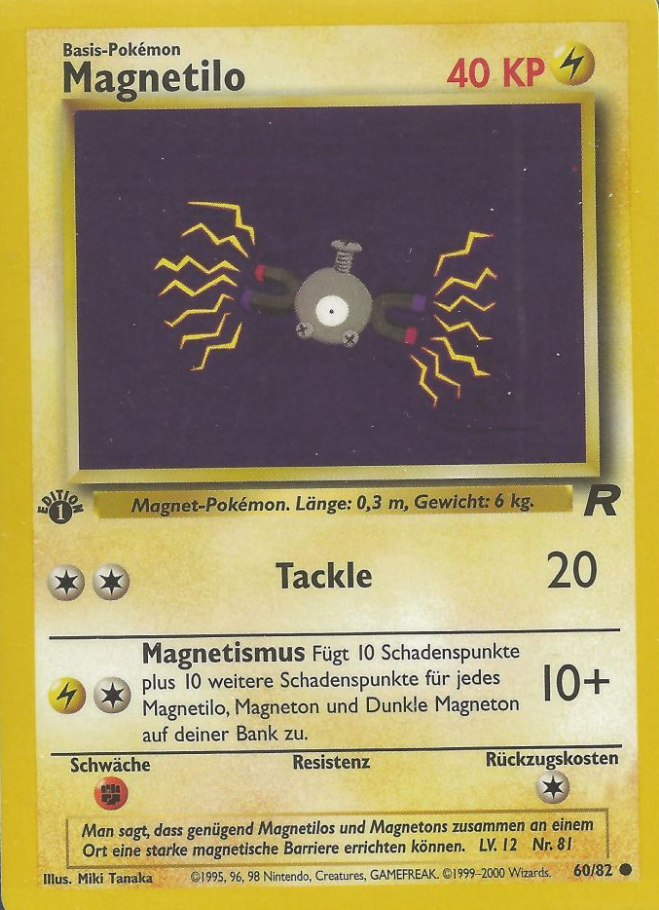 Basis-Pokémon
Magnetilo 40 KP
EDITION
1
Magnet-Pokémon. Länge: 0,3 m, Gewicht: 6 kg.
R
Tackle 20
Magnetismus Fügt 10 Schadenspunkte
plus 10 weitere Schadenspunkte für jedes
Magnetilo, Magneton und Dunkle Magneton
auf deiner Bank zu.
10+
Schwäche Resistenz Rückzugskosten
Man sagt, dass genügend Magnetilos und Magnetons zusammen an einem
Ort eine starke magnetische Barriere errichten können. LV. 12 Nr. 81
Illus. Miki Tanaka ©1995, 96, 98 Nintendo, Creatures, GAMEFREAK. ©1999-2000 Wizards. 60/82